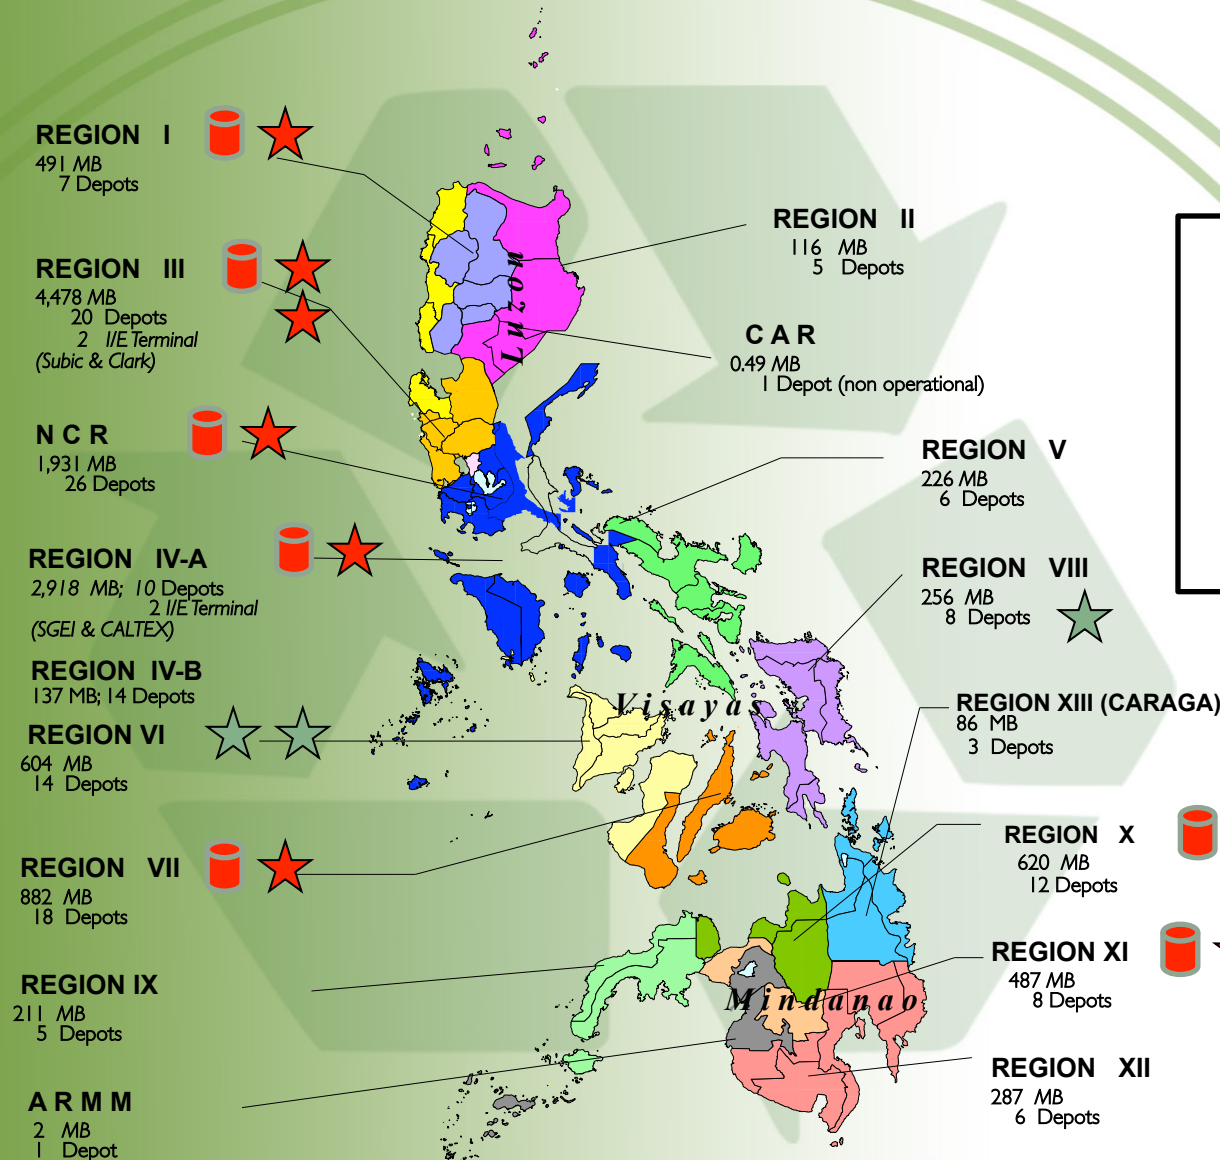 REGION I
491 MB
7 Depots
REGION III
4,478 MB
20 Depots
2 I/E Terminal
(Subic & Clark)
N C R
1,931 MB
26 Depots
REGION IV-A
2,918 MB; 10 Depots
2 I/E Terminal
(SGEI & CALTEX)
REGION IV-B
137 MB; 14 Depots
REGION VI
604 MB
14 Depots
REGION VII
882 MB
18 Depots
REGION IX
211 MB
5 Depots
A R M M
2 MB
1 Depot
Luzon
Visayas
Mindanao
REGION II
116 MB
5 Depots
C A R
0.49 MB
1 Depot (non operational)
REGION V
226 MB
6 Depots
REGION VIII
256 MB
8 Depots
REGION XIII (CARAGA)
86 MB
3 Depots
REGION X
620 MB
12 Depots
REGION XI
487 MB
8 Depots
REGION XII
287 MB
6 Depots